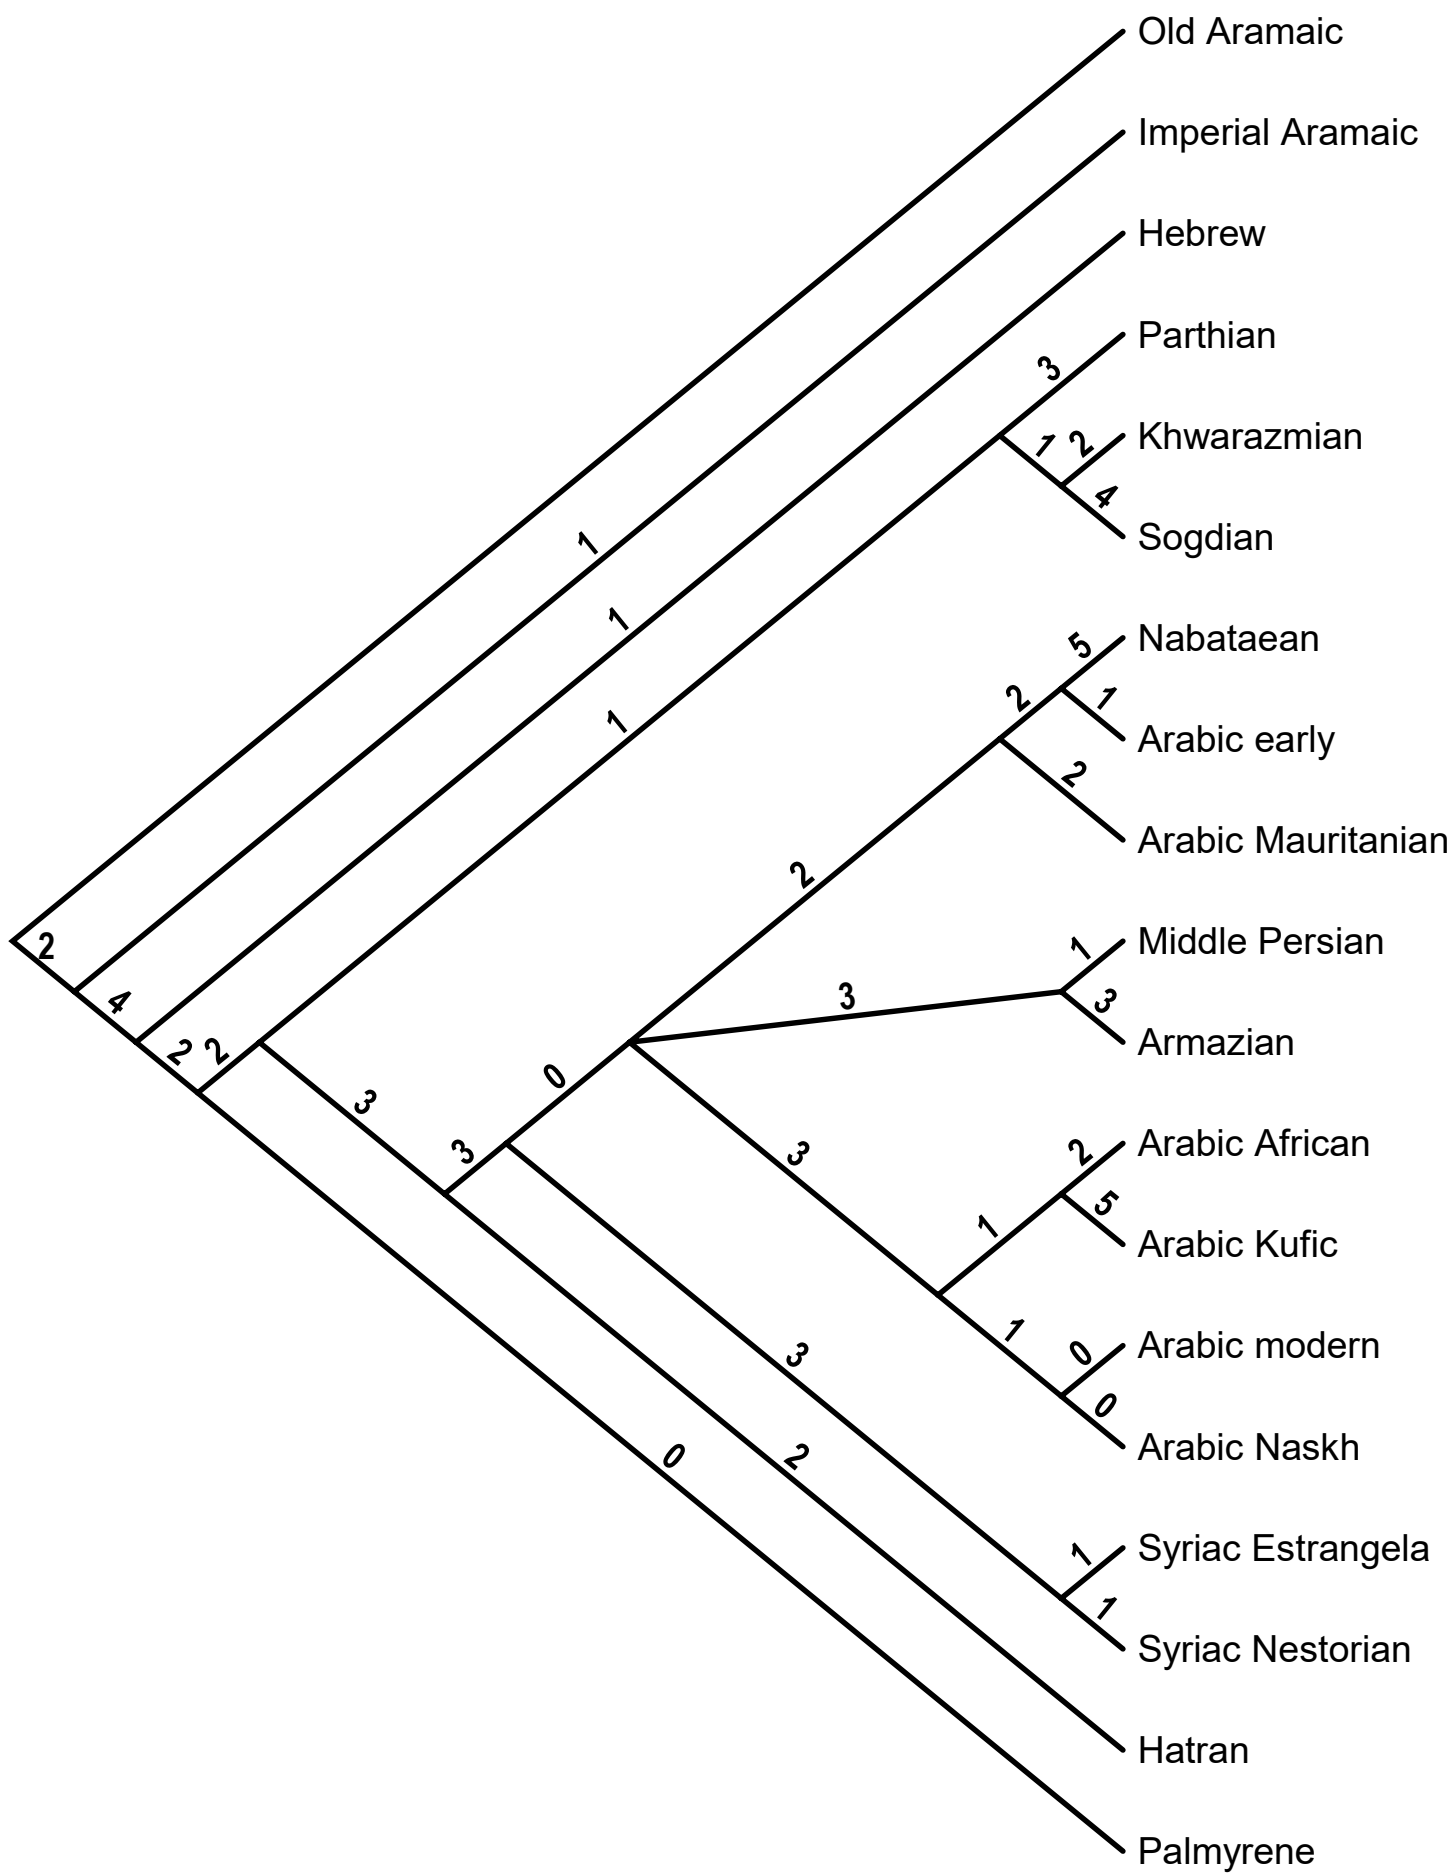 Old Aramaic
Imperial Aramaic
Hebrew
3 Parthian
1 2 Khwarazmian
4 Sogdian
1
1
5 Nabataean
2 1
1
Arabic early
2
Arabic Mauritanian
2
2 1 Middle Persian
3
4 3
Armazian
2 2
0
3
3 3 2 Arabic African
5
1 Arabic Kufic
1
3 0 Arabic modern
0
0 2 Arabic Naskh
1 Syriac Estrangela
1
Syriac Nestorian
Hatran
Palmyrene